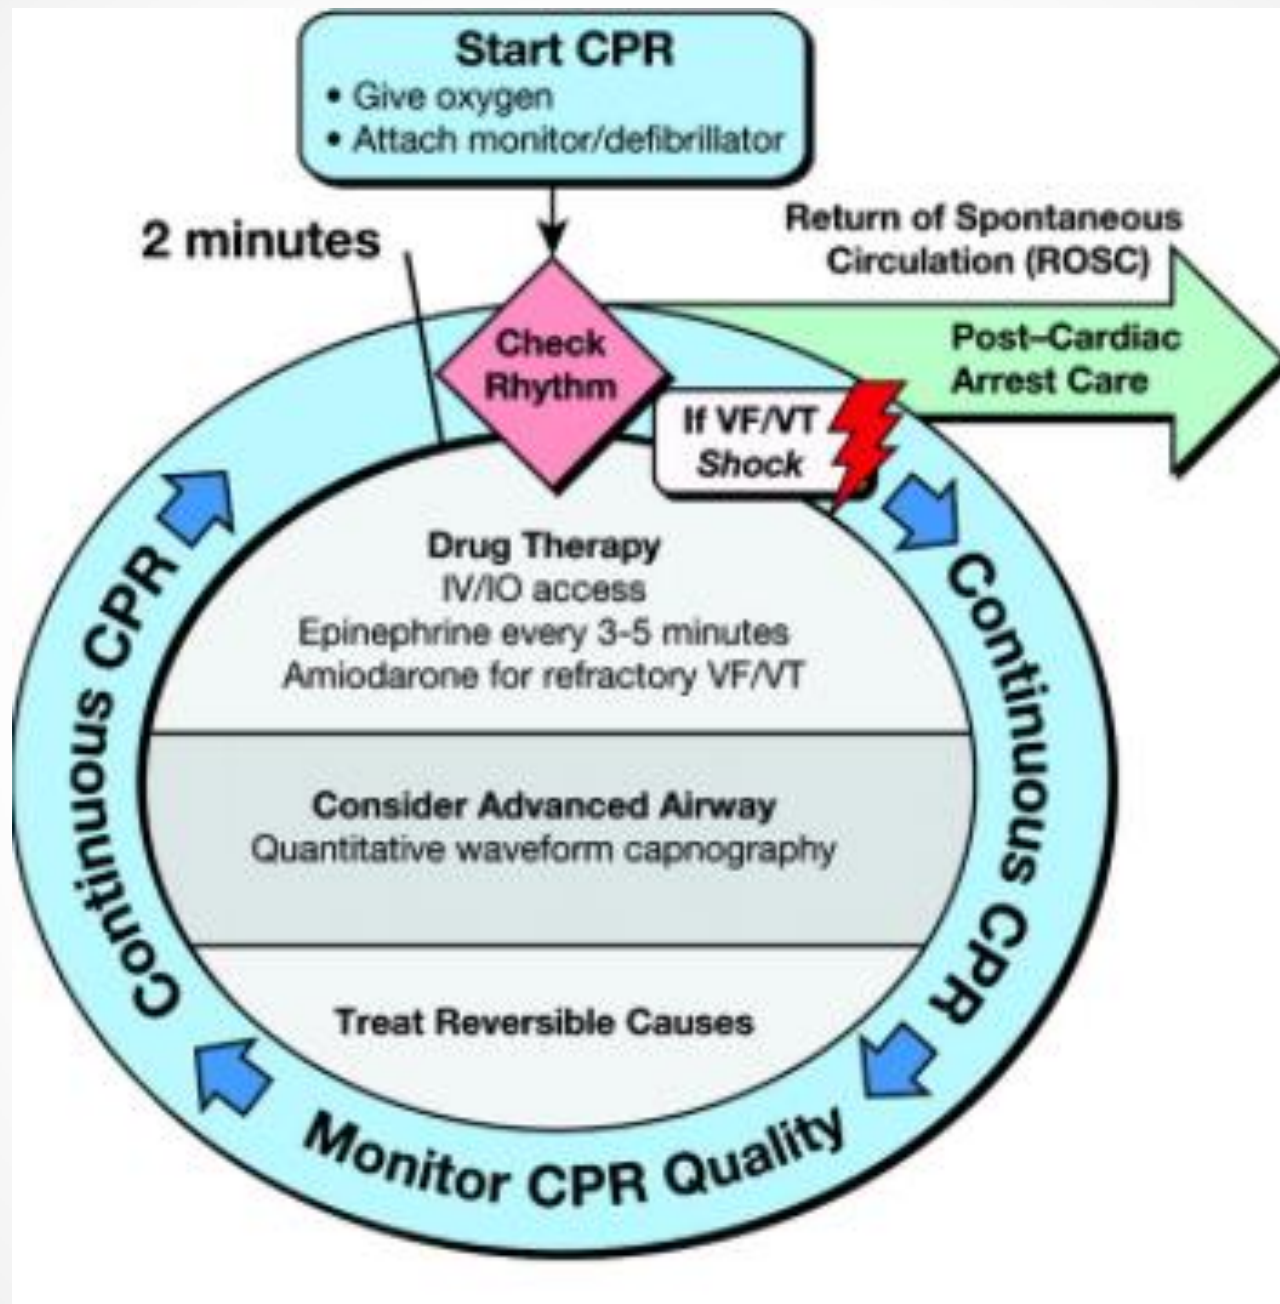 Start CPR
• Give oxygen
• Attach monitor/defibrillator
2 minutes
Return of Spontaneous
Circulation (ROSC)
Check
Rhythm
Post–Cardiac
Arrest Care
If VF/VT
Shock
Drug Therapy
IV/IO access
Epinephrine every 3-5 minutes
Amiodarone for refractory VF/VT
Continuous CPR
Continuous CPR
Consider Advanced Airway
Quantitative waveform capnography
Treat Reversible Causes
Monitor CPR Quality